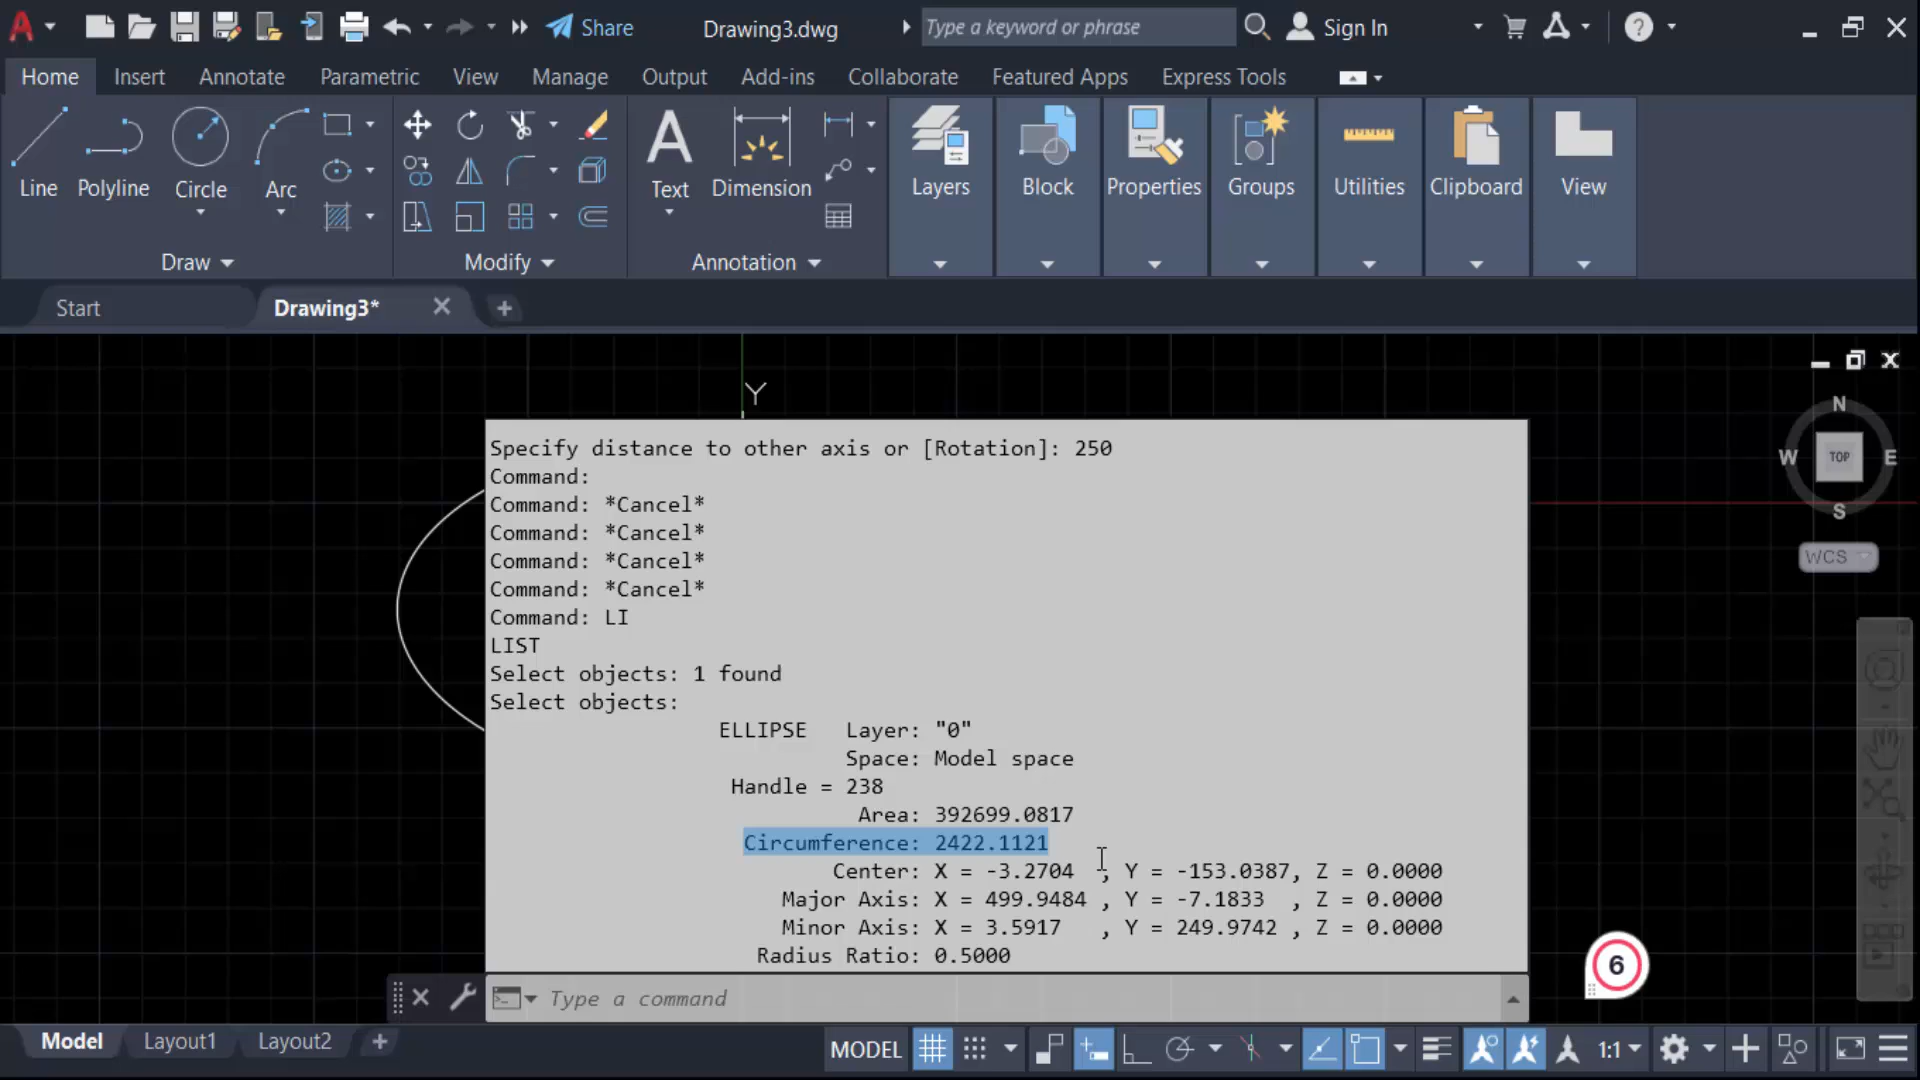 Share
Drawing3.dwg
Type a keyword or phrase
Sign In
Home Insert Annotate Parametric View Manage Output Add-ins Collaborate Featured Apps Express Tools
Line Polyline Circle Arc
Text Dimension
Layers Block Properties Groups Utilities Clipboard View
Draw Modify Annotation
Start Drawing3*
Y
N
W TOP E
S
WCS
Specify distance to other axis or [Rotation]: 250
Command:
Command: *Cancel*
Command: *Cancel*
Command: *Cancel*
Command: *Cancel*
Command: LI
LIST
Select objects: 1 found
Select objects:
ELLIPSE Layer: "0"
Space: Model space
Handle = 238
Area: 392699.0817
Circumference: 2422.1121
Center: X = -3.2704 , Y = -153.0387, Z = 0.0000
Major Axis: X = 499.9484 , Y = -7.1833 , Z = 0.0000
Minor Axis: X = 3.5917 , Y = 249.9742 , Z = 0.0000
Radius Ratio: 0.5000
6
Type a command
Model Layout1 Layout2
MODEL 1:1